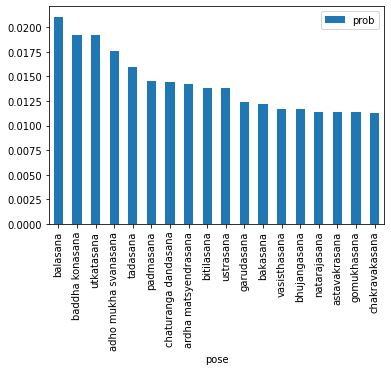 prob
0.0200
0.0175
0.0150
0.0125
0.0100
0.0075
0.0050
0.0025
0.0000
balasana
baddha konasana
utkatasana
adho mukha svanasana
tadasana
padmasana
chaturanga dandasana
ardha matsyendrasana
bitilasana
ustrasana
garudasana
bakasana
vasisthasana
bhujangasana
natarajasana
astavakrasana
gomukhasana
chakravakasana
pose